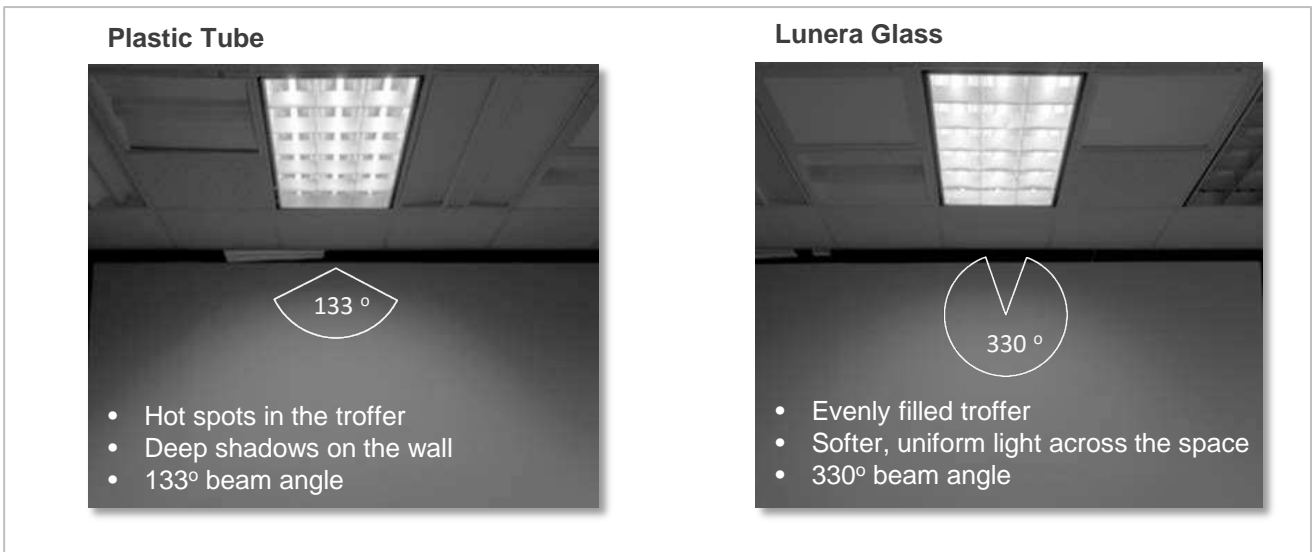 Plastic Tube
133 º
• Hot spots in the troffer
• Deep shadows on the wall
• 133º beam angle
Lunera Glass
330 º
• Evenly filled troffer
• Softer, uniform light across the space
• 330º beam angle